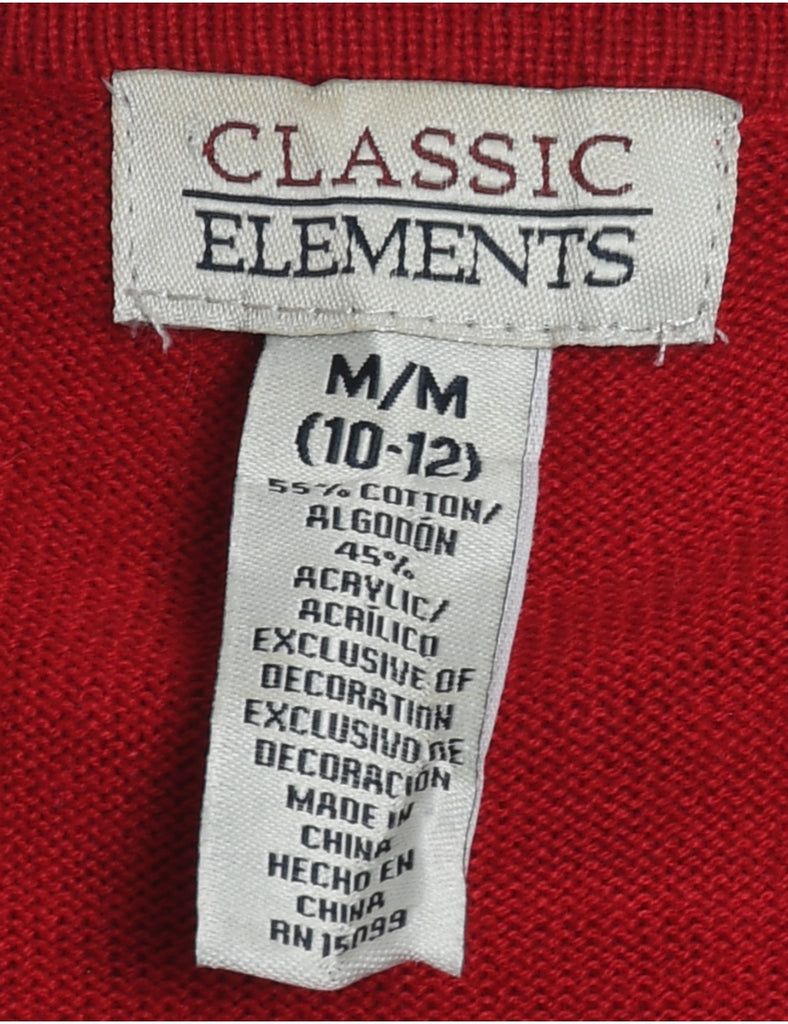 CLASSIC
ELEMENTS
M/M
(10-12)
55% COTTON/
ALGODÓN
45%
ACRYLIC/
ACRÍLICO
EXCLUSIVE OF
DECORATION
EXCLUSIVO DE
DECORACIÓN
MADE IN
CHINA
HECHO EN
CHINA
RN 15099